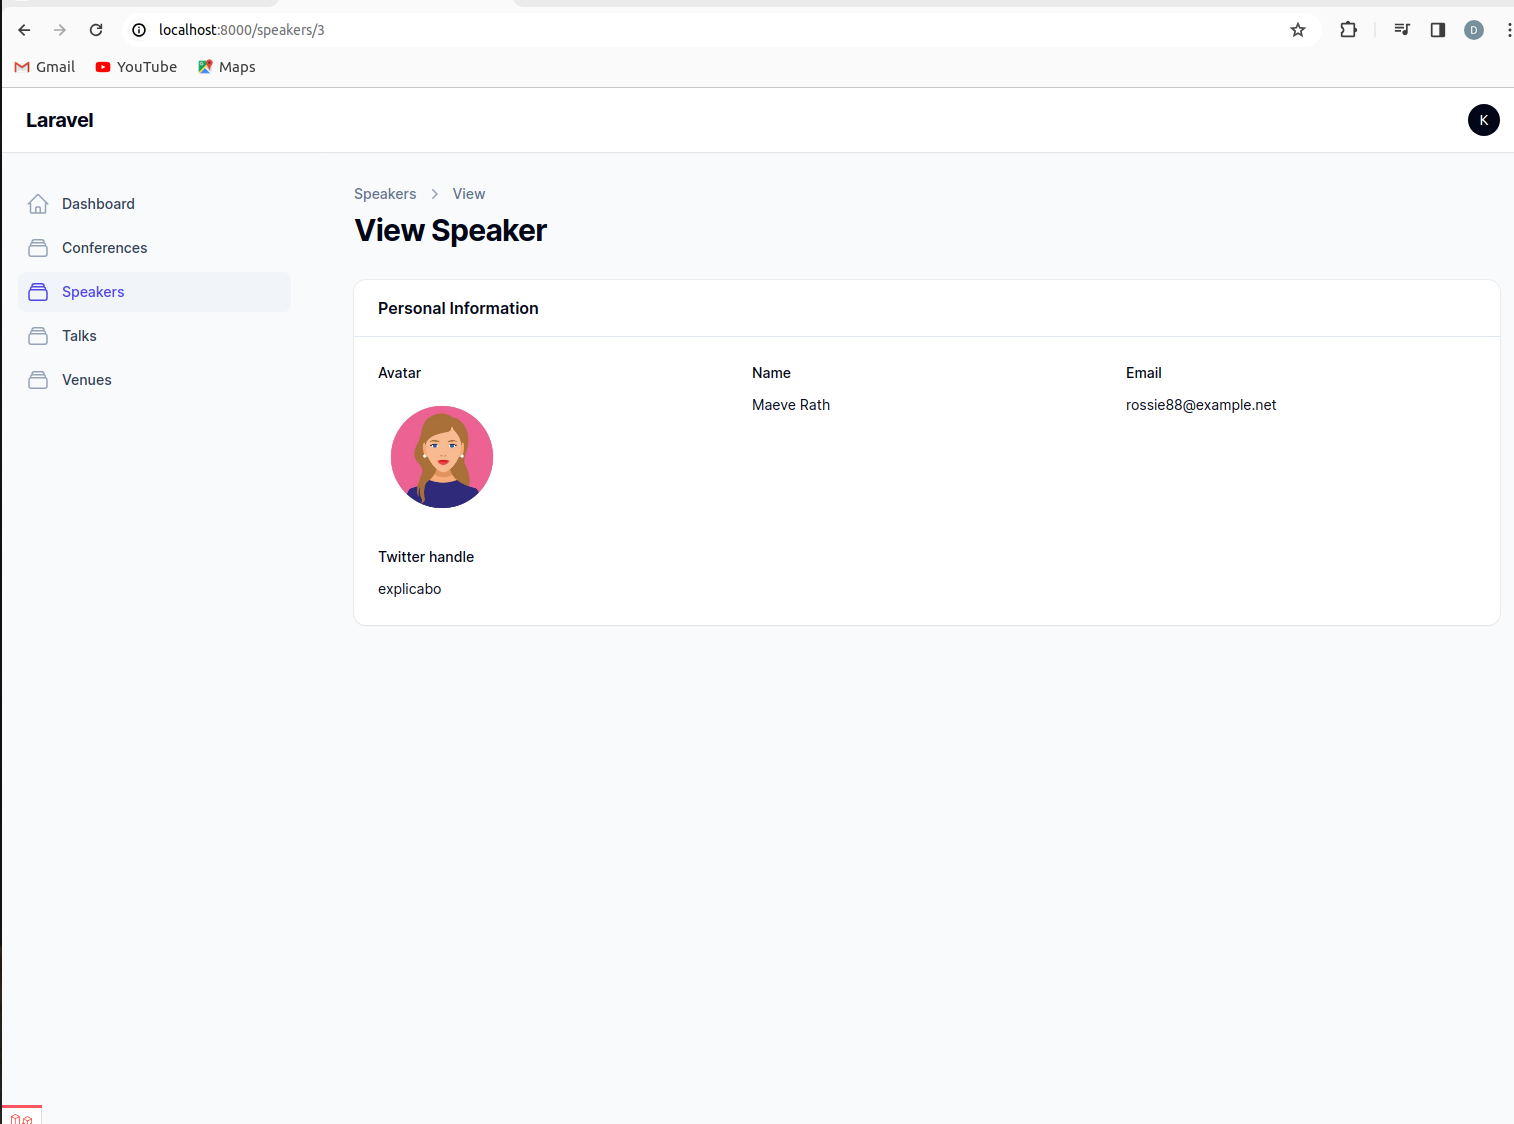 localhost:8000/speakers/3
D
Gmail YouTube Maps
Laravel
K
Dashboard
Conferences
Speakers
Talks
Venues
Speakers View
View Speaker
Personal Information
Avatar Name Email
Maeve Rath rossie88@example.net
Twitter handle
explicabo